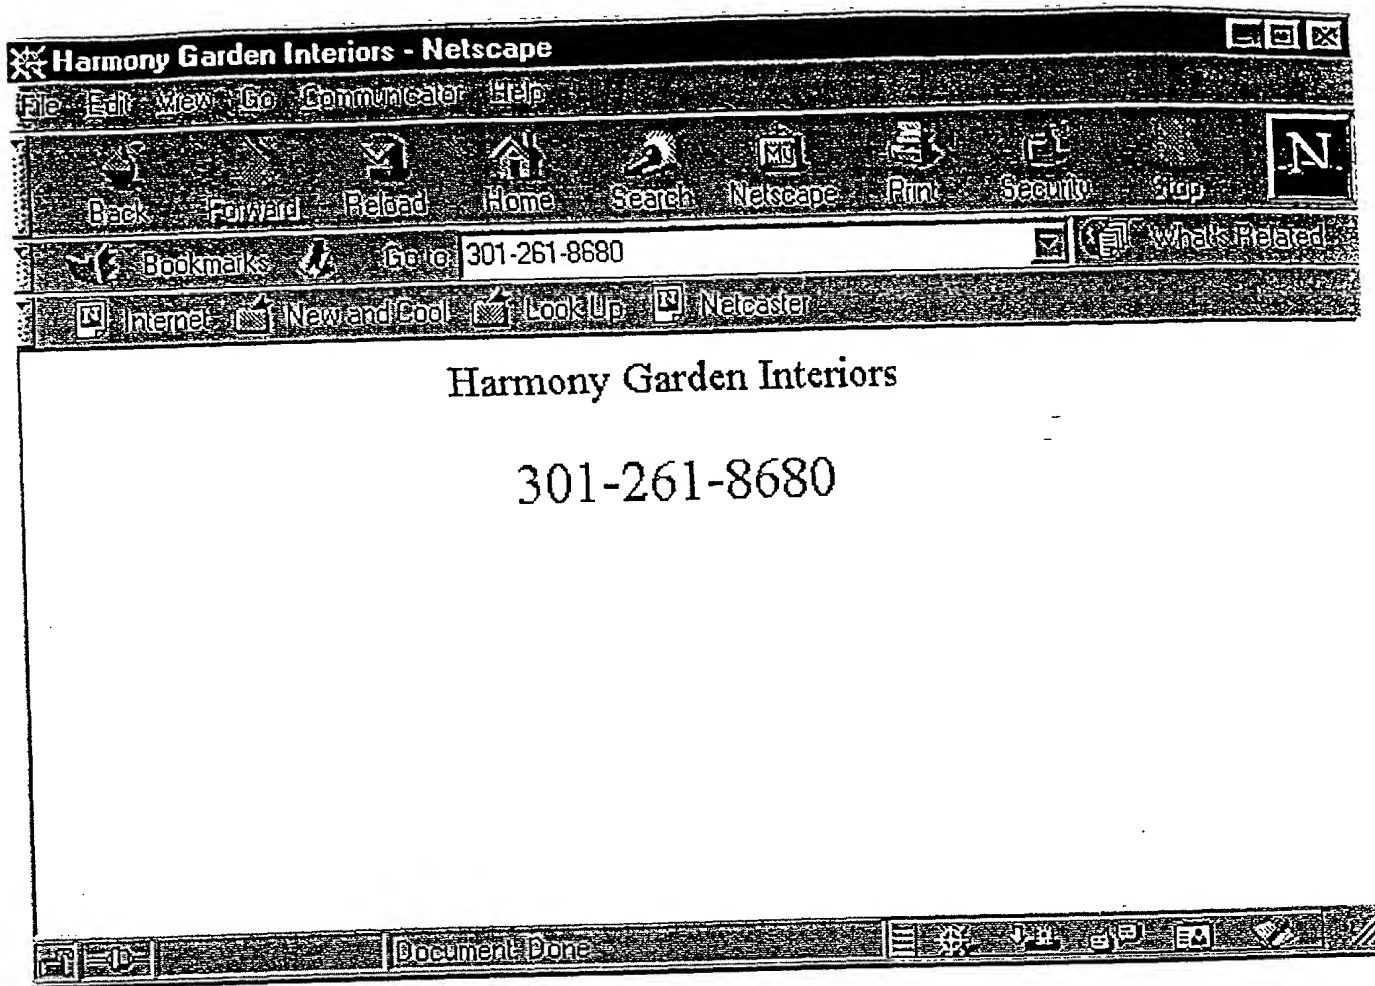 Harmony Garden Interiors - Netscape
File Edit View Go Communicator Help
Back Forward Reload Home Search Netscape Print Security Stop
N
Bookmarks Go to: 301-261-8680 What's Related
Internet New and Cool Look Up Netcaster
Harmony Garden Interiors
301-261-8680
Document: Done